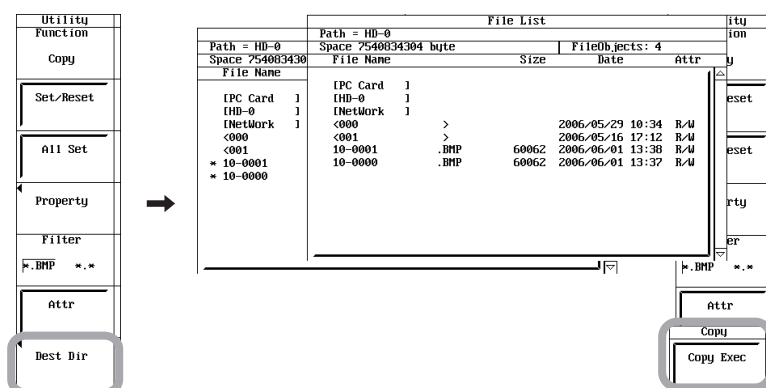 Utility
Function
Copy
Set/Reset
All Set
Property
Filter
*.BMP *.*
Attr
Dest Dir
Path = HD-0
Space 754083430
File Name
[PC Card ]
[HD-0 ]
[NetWork ]
<000
<001
* 10-0001
* 10-0000
File List
Path = HD-0
Space 7540834304 byte FileObjects: 4
File Name Size Date Attr
[PC Card ]
[HD-0 ]
[NetWork ]
<000 > 2006/05/29 10:34 R/W
<001 > 2006/05/16 17:12 R/W
10-0001 .BMP 60062 2006/06/01 13:38 R/W
10-0000 .BMP 60062 2006/06/01 13:37 R/W
ity
ion
y
eset
eset
rty
er
*.BMP *.*
Attr
Copy
Copy Exec